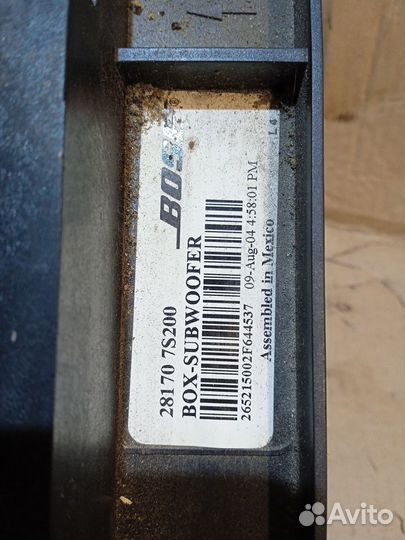 BOSE
28170 7S200
BOX-SUBWOOFER
265215002F644537
09-Aug-04 4:58:01 PM
Assembled in Mexico
Avito